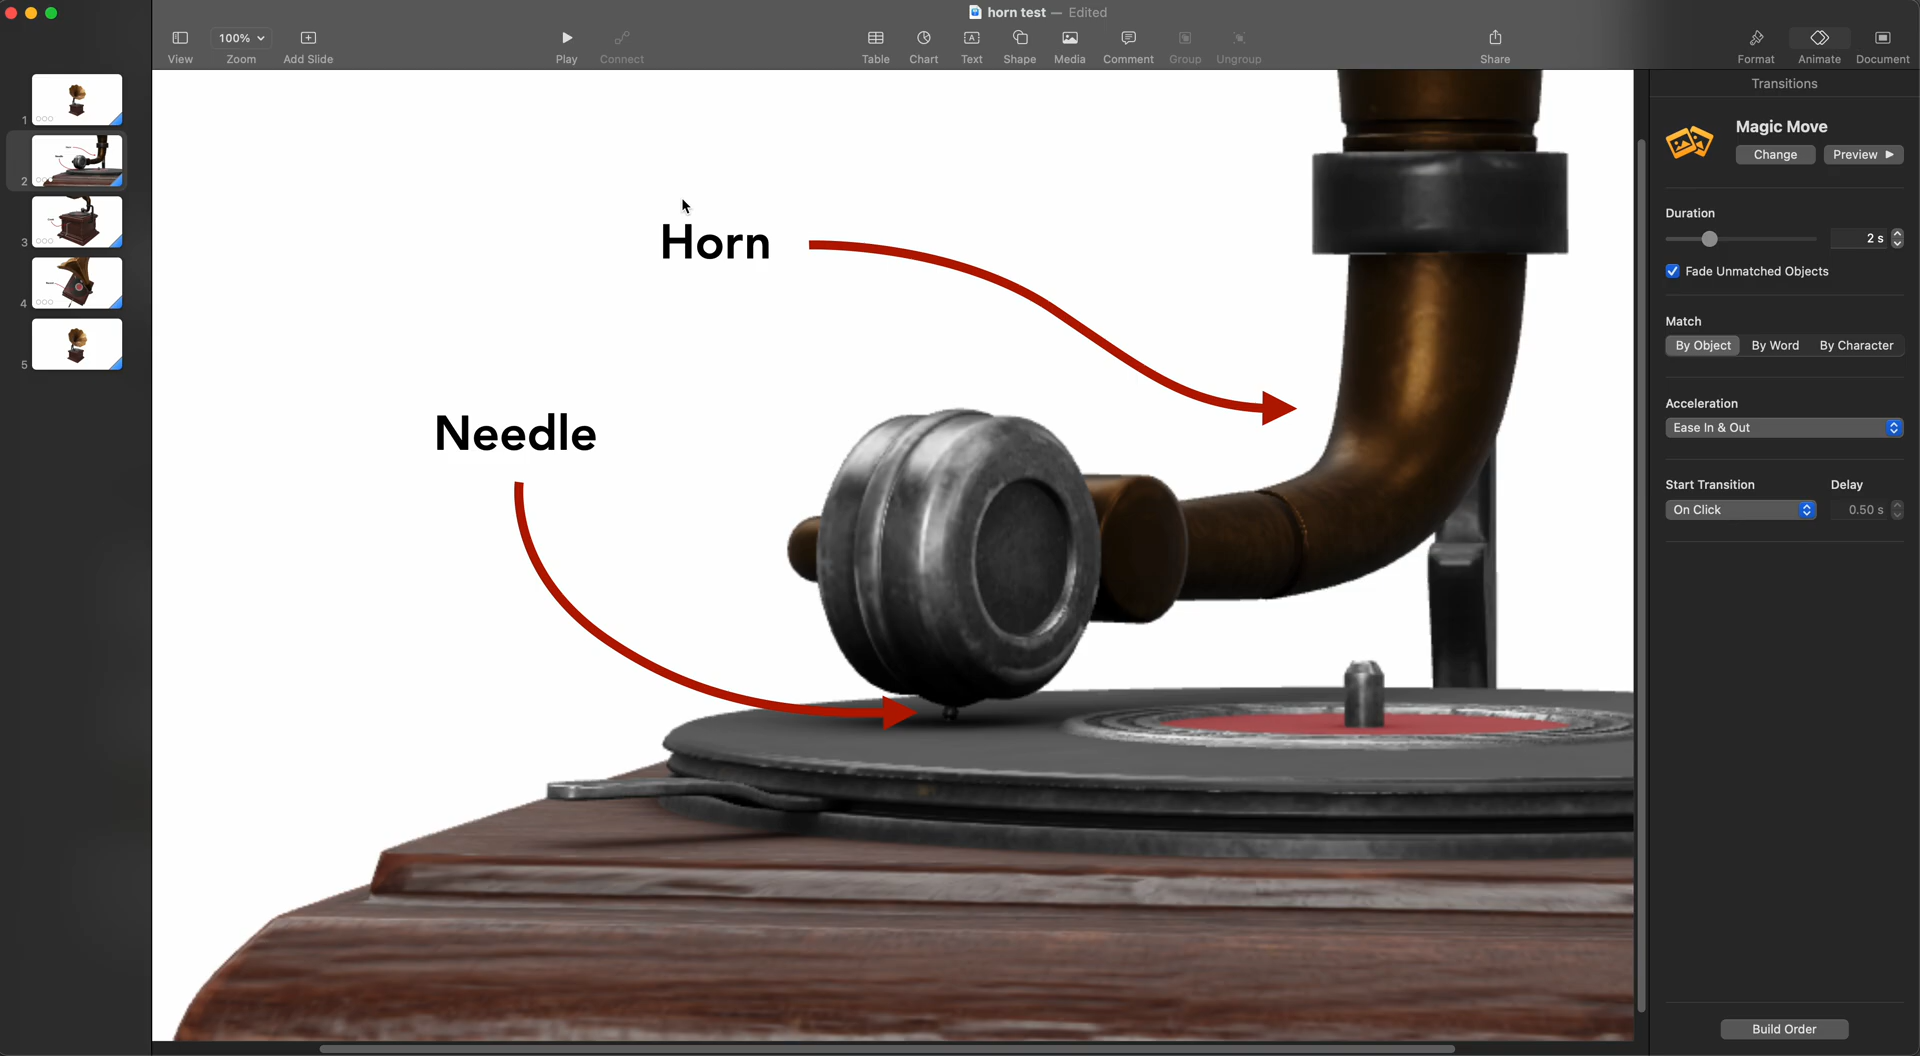 horn test — Edited
View
100%
Zoom
Add Slide
Play
Connect
Table
Chart
Text
Shape
Media
Comment
Group
Ungroup
Share
Format
Animate
Document
1
2
3
4
5
Horn
Needle
Transitions
Magic Move
Change
Preview
Duration
2 s
Fade Unmatched Objects
Match
By Object
By Word
By Character
Acceleration
Ease In & Out
Start Transition
Delay
On Click
0.50 s
Build Order